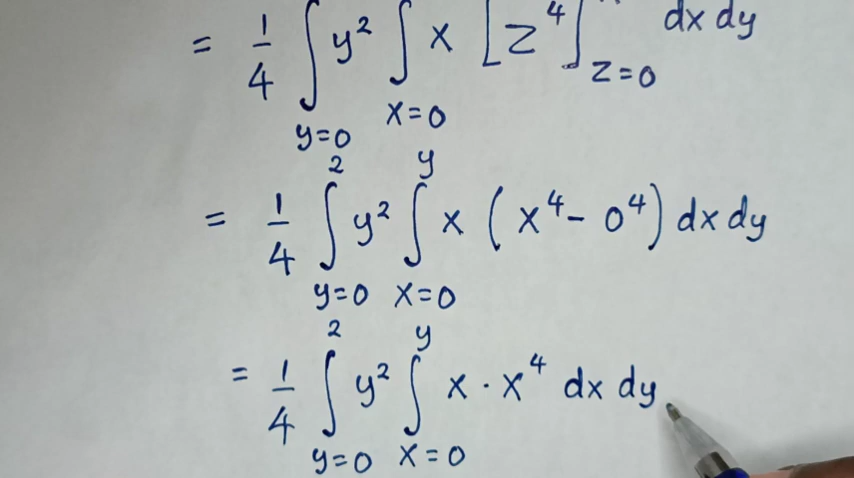 = 1/4 ∫ y² ∫ x [z⁴] dx dy
y=0 x=0 z=0
= 1/4 ∫ y² ∫ x (x⁴ - 0⁴) dx dy
2 y
y=0 x=0
= 1/4 ∫ y² ∫ x · x⁴ dx dy
2 y
y=0 x=0